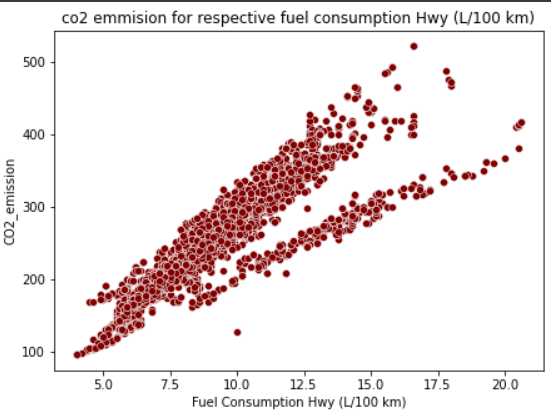 co2 emmision for respective fuel consumption Hwy (L/100 km)
500
400
300
200
100
CO2_emission
5.0 7.5 10.0 12.5 15.0 17.5 20.0
Fuel Consumption Hwy (L/100 km)